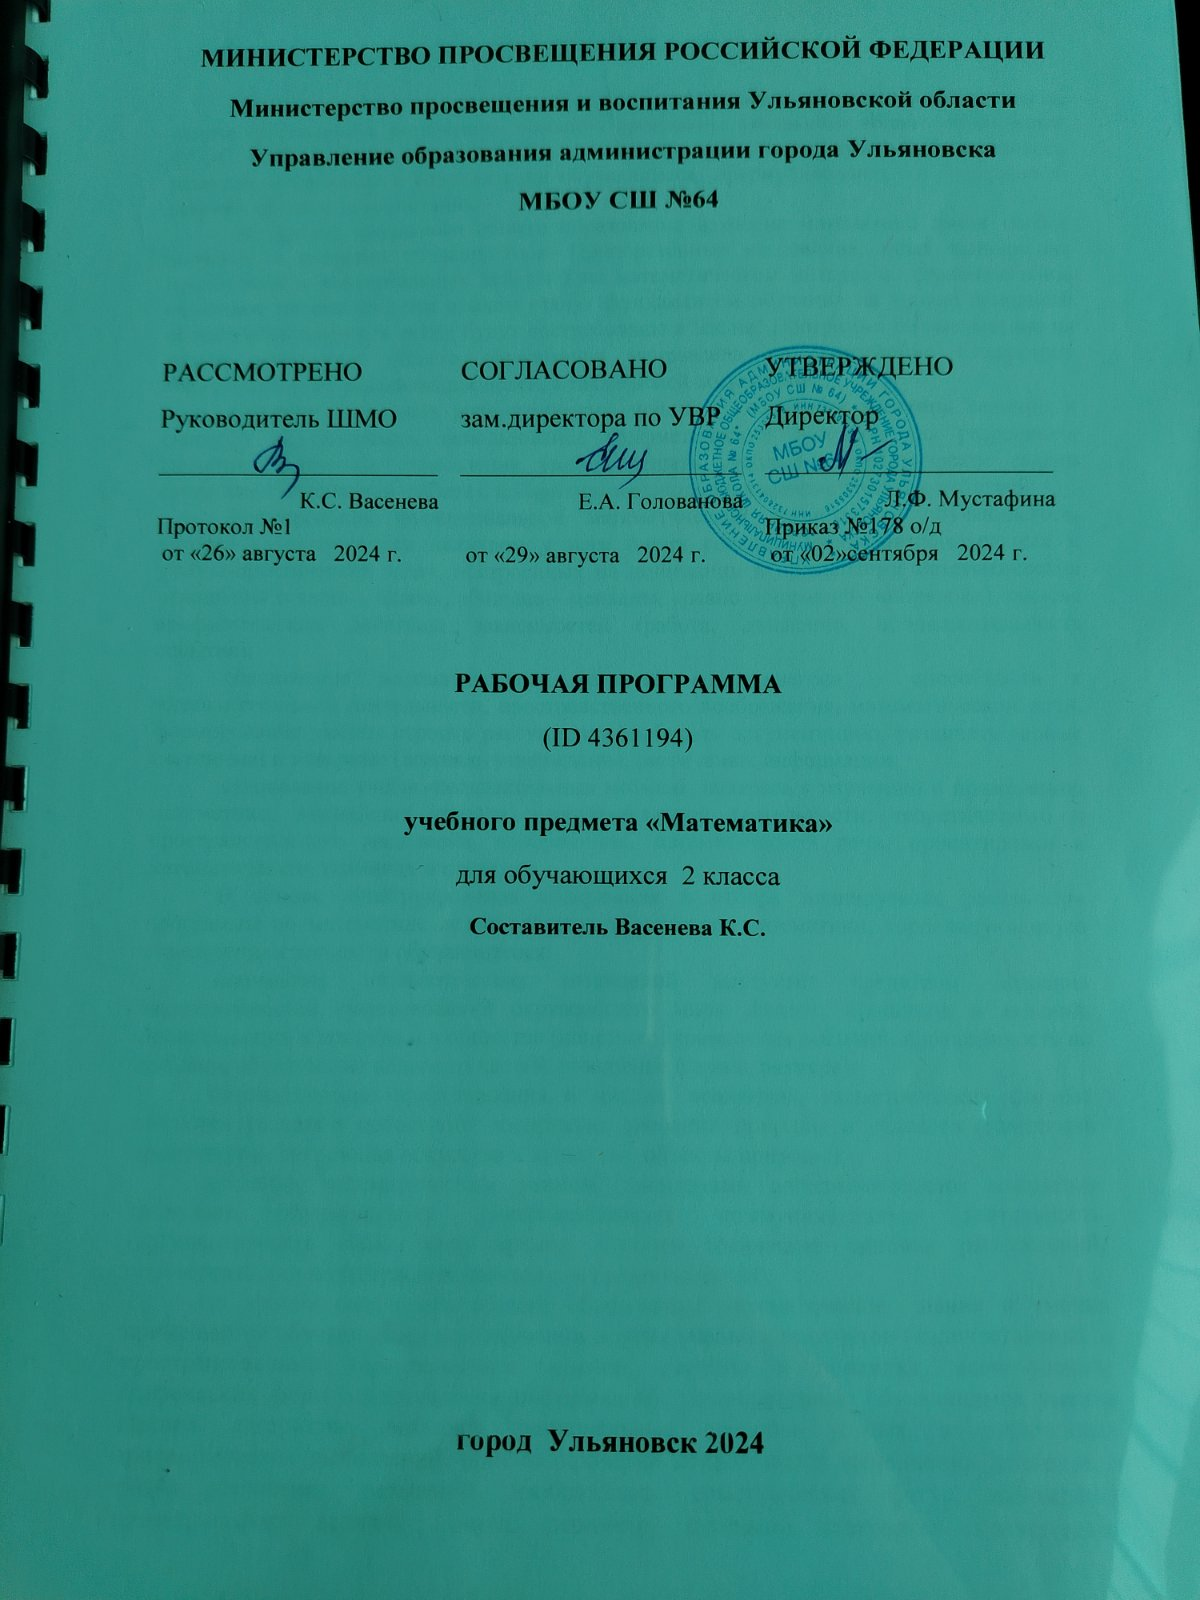 МИНИСТЕРСТВО ПРОСВЕЩЕНИЯ РОССИЙСКОЙ ФЕДЕРАЦИИ
Министерство просвещения и воспитания Ульяновской области
Управление образования администрации города Ульяновска
МБОУ СШ №64
РАССМОТРЕНО
Руководитель ШМО
К.С. Васенева
Протокол №1
от «26» августа 2024 г.
СОГЛАСОВАНО
зам.директора по УВР
Е.А. Голованова
от «29» августа 2024 г.
УТВЕРЖДЕНО
Директор
Л.Ф. Мустафина
Приказ №178 о/д
от «02»сентября 2024 г.
МБОУ
СШ №64
РАБОЧАЯ ПРОГРАММА
(ID 4361194)
учебного предмета «Математика»
для обучающихся 2 класса
Составитель Васенева К.С.
город Ульяновск 2024